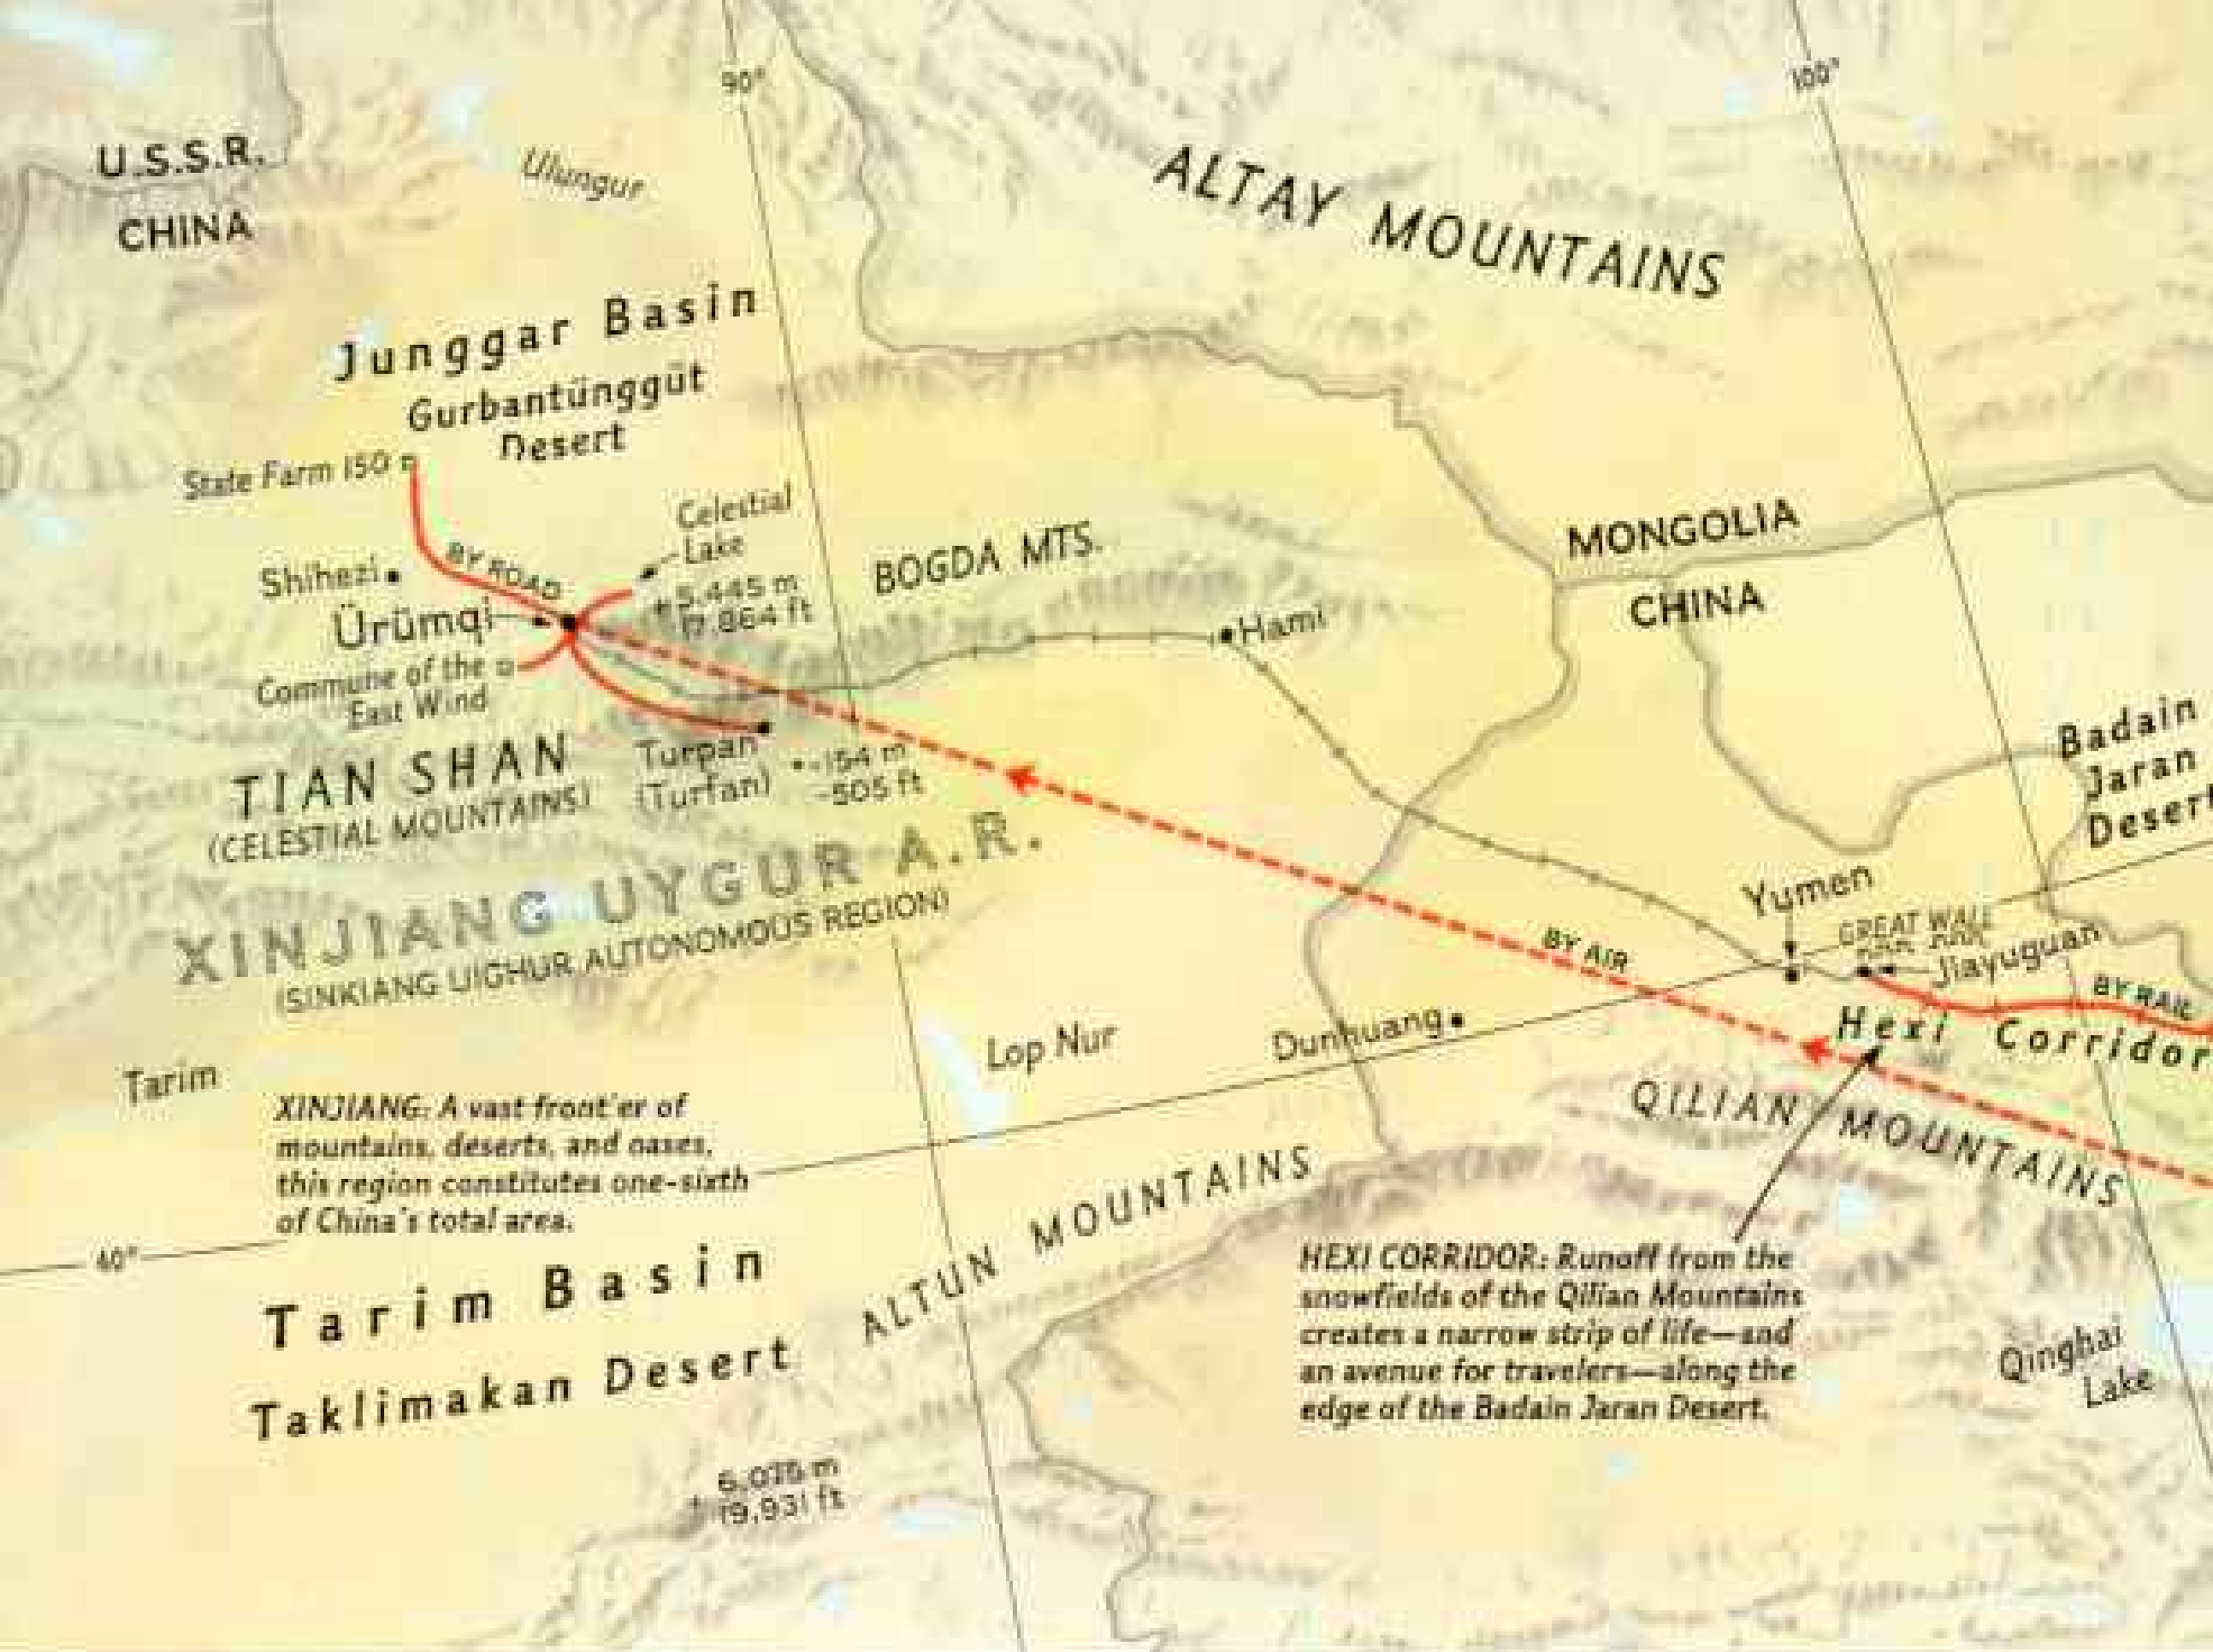 90°
100°
U.S.S.R.
CHINA
Ulungur
ALTAY MOUNTAINS
Junggar Basin
Gurbantünggüt
Desert
State Farm 150
Celestial
Lake
BY ROAD
Shihezi
Ürümqi
5,445 m
17,864 ft
BOGDA MTS.
MONGOLIA
CHINA
Hami
Commune of the
East Wind
TIAN SHAN
(CELESTIAL MOUNTAINS)
Turpan
(Turfan)
-154 m
-505 ft
Badain
Jaran
Desert
XINJIANG UYGUR A.R.
(SINKIANG UIGHUR AUTONOMOUS REGION)
Yumen
GREAT WALL
Jiayuguan
BY AIR
BY RAIL
Hexi Corridor
Lop Nur
Dunhuang
Tarim
QILIAN MOUNTAINS
XINJIANG: A vast frontier of
mountains, deserts, and oases,
this region constitutes one-sixth
of China's total area.
40°
ALTUN MOUNTAINS
Tarim Basin
Taklimakan Desert
HEXI CORRIDOR: Runoff from the
snowfields of the Qilian Mountains
creates a narrow strip of life—and
an avenue for travelers—along the
edge of the Badain Jaran Desert.
Qinghai
Lake
m
19,931 ft